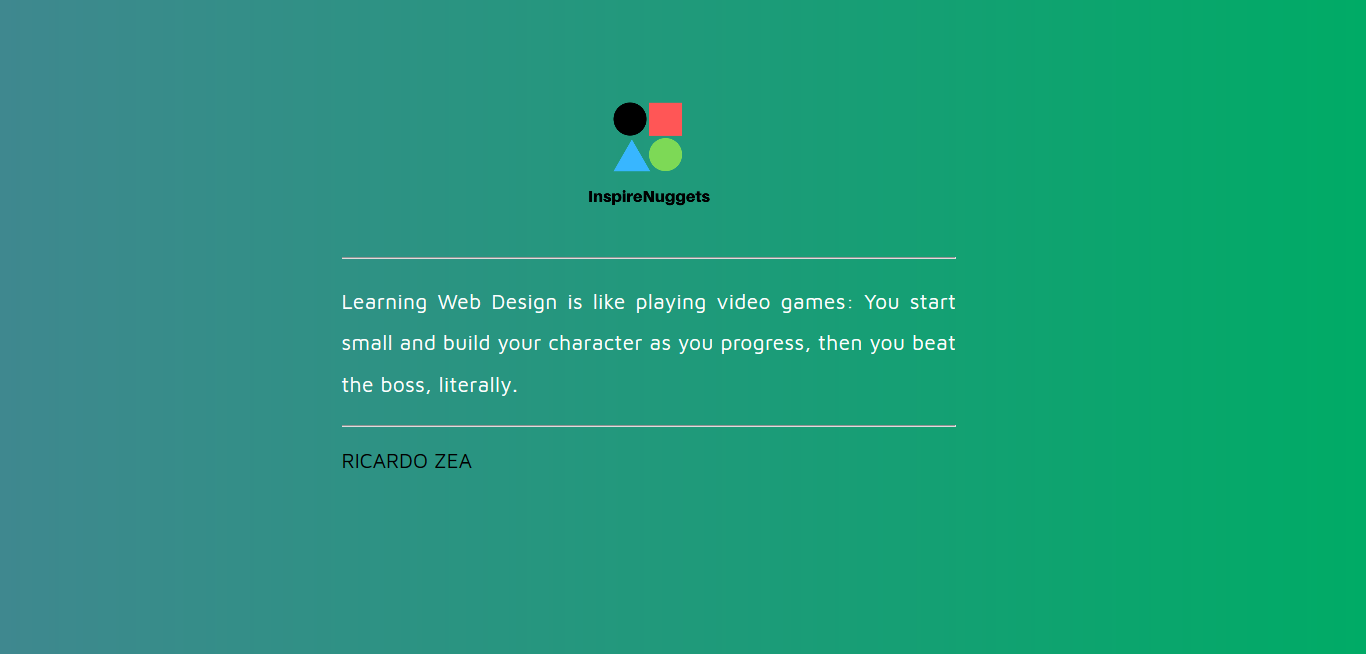 InspireNuggets
Learning Web Design is like playing video games: You start
small and build your character as you progress, then you beat
the boss, literally.
RICARDO ZEA